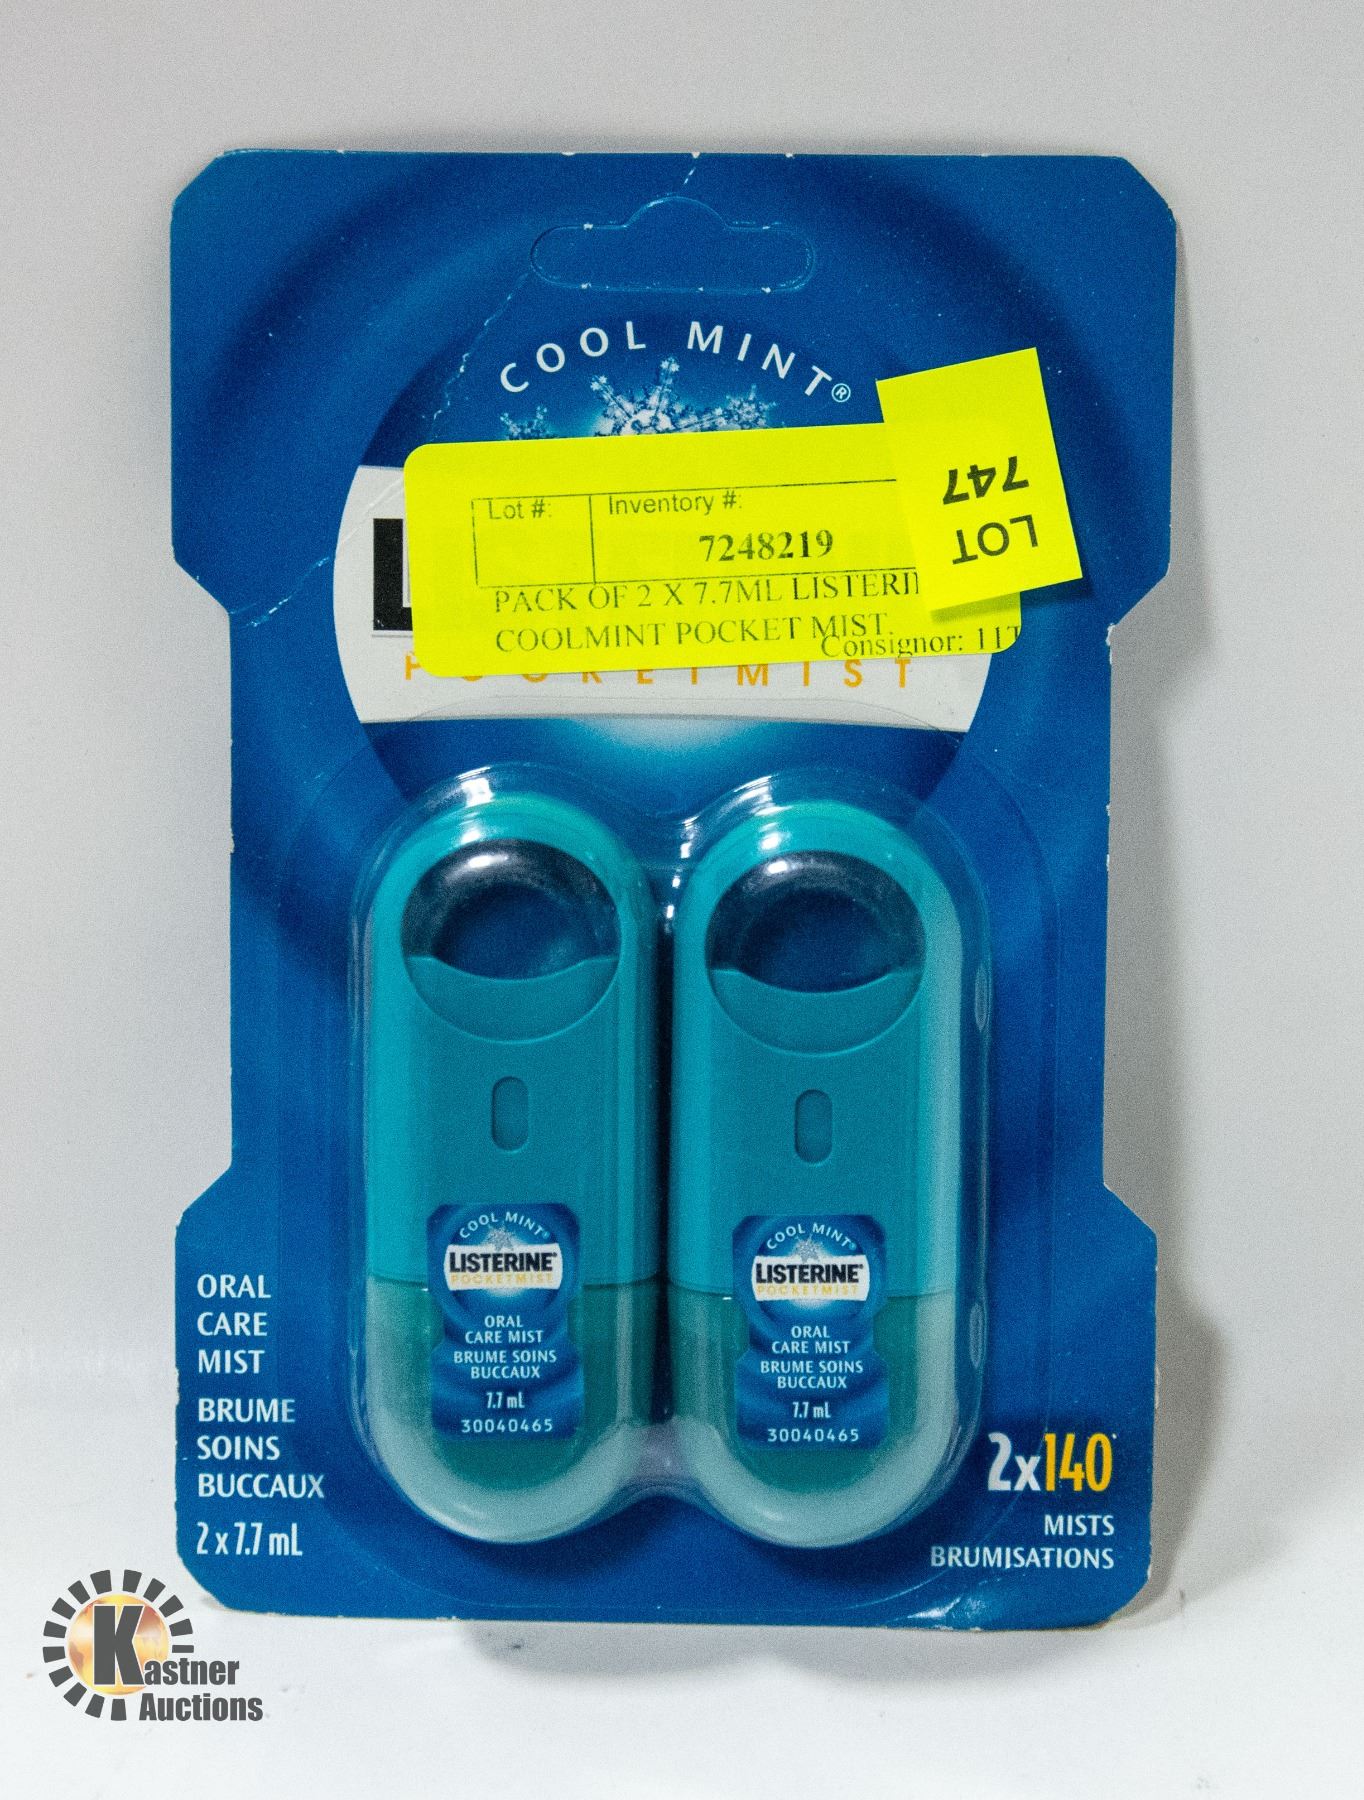 COOL MINT®
Lot #:
Inventory #:
7248219
PACK OF 2 X 7.7ML
COOLMINT POCKET MIST.
Consignor:
LOT
747
COOL MINT®
LISTERINE®
POCKETMIST
ORAL
CARE MIST
BRUME SOINS
BUCCAUX
7.7 mL
30040465
COOL MINT®
LISTERINE®
POCKETMIST
ORAL
CARE MIST
BRUME SOINS
BUCCAUX
7.7 mL
30040465
ORAL
CARE
MIST
BRUME
SOINS
BUCCAUX
2 x 7.7 mL
2x140*
MISTS
BRUMISATIONS
Kastner
Auctions